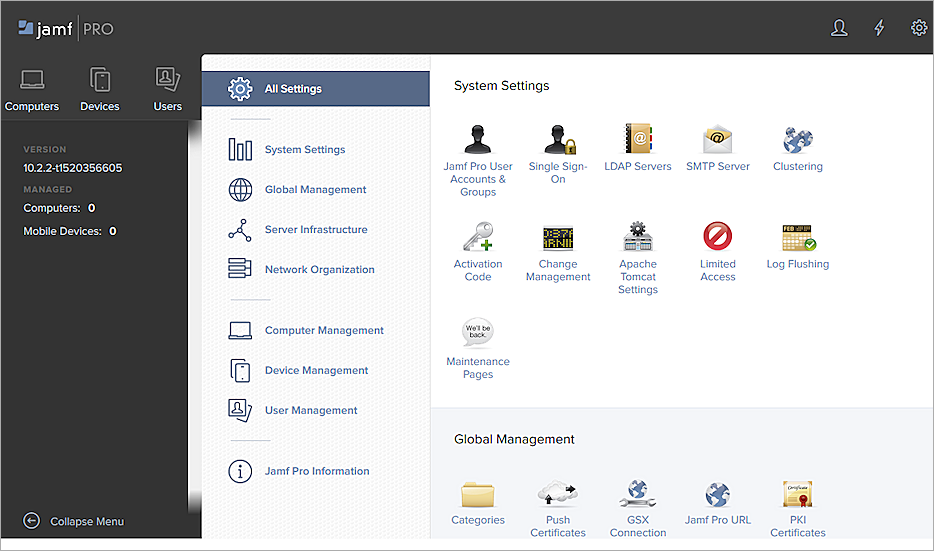 jamf PRO
Computers Devices Users
VERSION
10.2.2-t1520356605
MANAGED
Computers: 0
Mobile Devices: 0
Collapse Menu
All Settings
System Settings
Global Management
Server Infrastructure
Network Organization
Computer Management
Device Management
User Management
Jamf Pro Information
System Settings
Jamf Pro User
Accounts &
Groups
Single Sign-
On
LDAP Servers
SMTP Server
Clustering
Activation
Code
Change
Management
Apache
Tomcat
Settings
Limited
Access
FEB
Log Flushing
We'll be
back.
Maintenance
Pages
Global Management
Categories
Push
Certificates
GSX
Connection
Jamf Pro URL
Certificate
PKI
Certificates